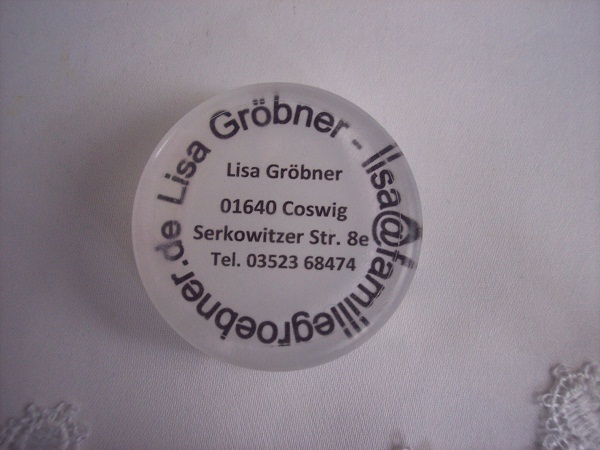 Lisa Gröbner - lisa@familiegroebner.de
Lisa Gröbner
01640 Coswig
Serkowitzer Str. 8e
Tel. 03523 68474